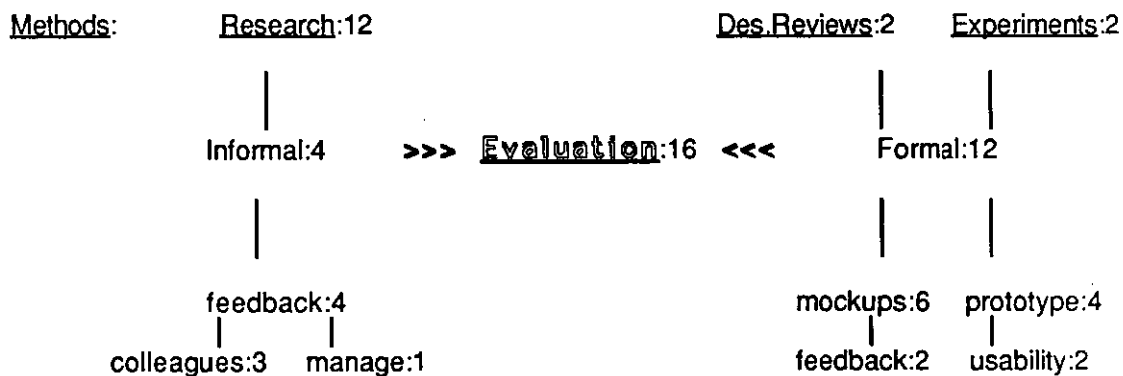 Methods: Research:12 Des.Reviews:2 Experiments:2
Informal:4 >>> Evaluation:16 <<< Formal:12
feedback:4 mockups:6 prototype:4
colleagues:3 manage:1 feedback:2 usability:2